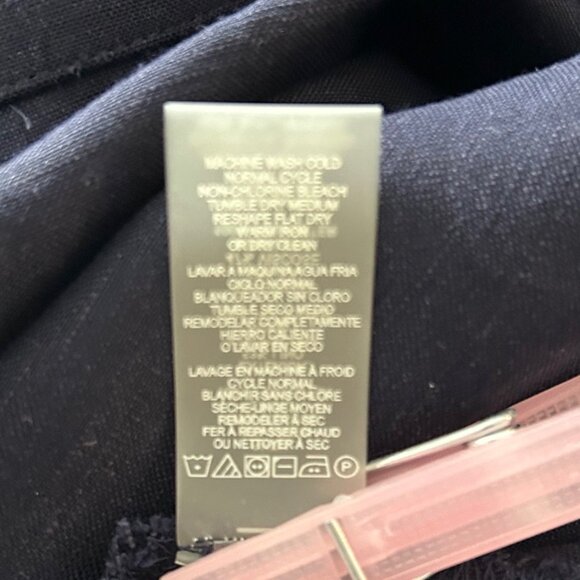 MACHINE WASH COLD
NORMAL CYCLE
NON-CHLORINE BLEACH
TUMBLE DRY MEDIUM
RESHAPE FLAT DRY
WARM IRON
OR DRY CLEAN
LAVAR A MAQUINA AGUA FRIA
CICLO NORMAL
BLANQUEADOR SIN CLORO
TUMBLE SECO MEDIO
REMODELAR COMPLETAMENTE
HIERRO CALIENTE
O LAVAR EN SECO
LAVAGE EN MACHINE À FROID
CYCLE NORMAL
BLANCHIR SANS CHLORE
SÈCHE-LINGE MOYEN
REMODELER À SEC
FER À REPASSER CHAUD
OU NETTOYER À SEC
P